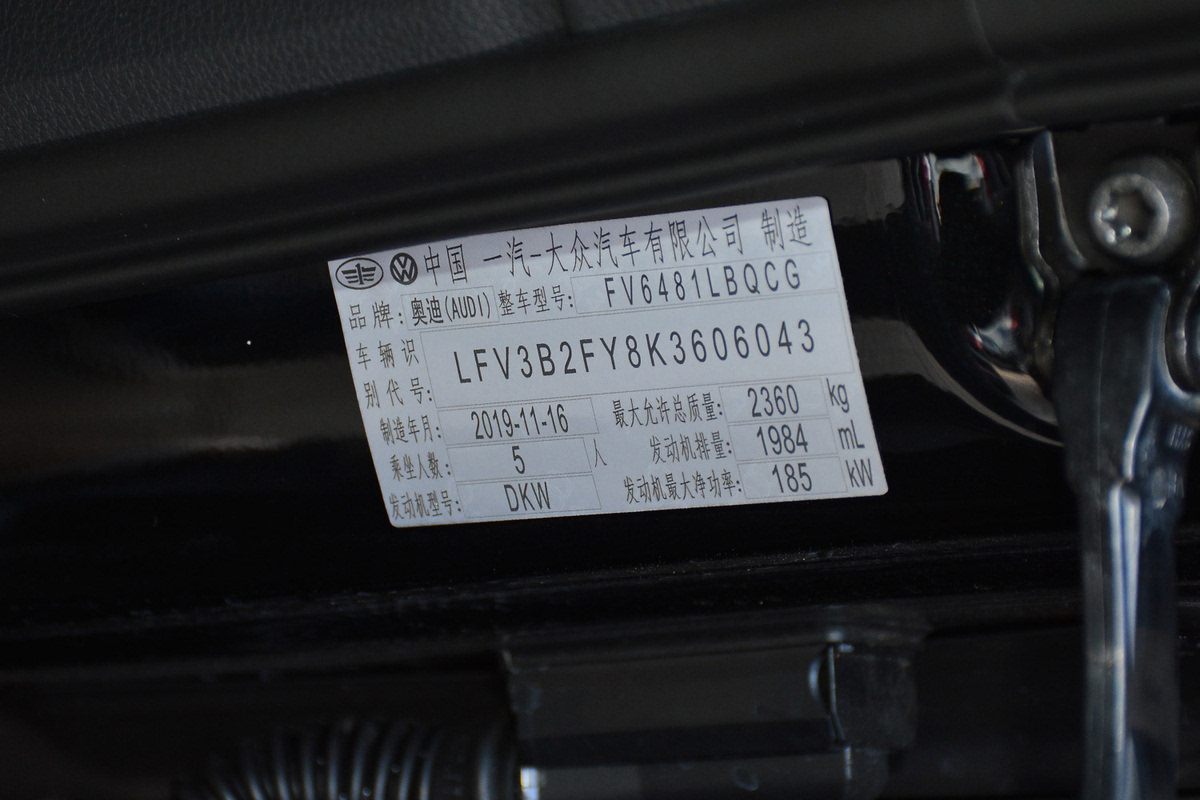 中国 一汽-大众汽车有限公司 制造
品牌: 奥迪(AUDI) 整车型号: FV6481LBQCG
车辆识别代号: LFV3B2FY8K3606043
制造年月: 2019-11-16 最大允许总质量: 2360 kg
乘坐人数: 5 人 发动机排量: 1984 mL
发动机型号: DKW 发动机最大净功率: 185 kW